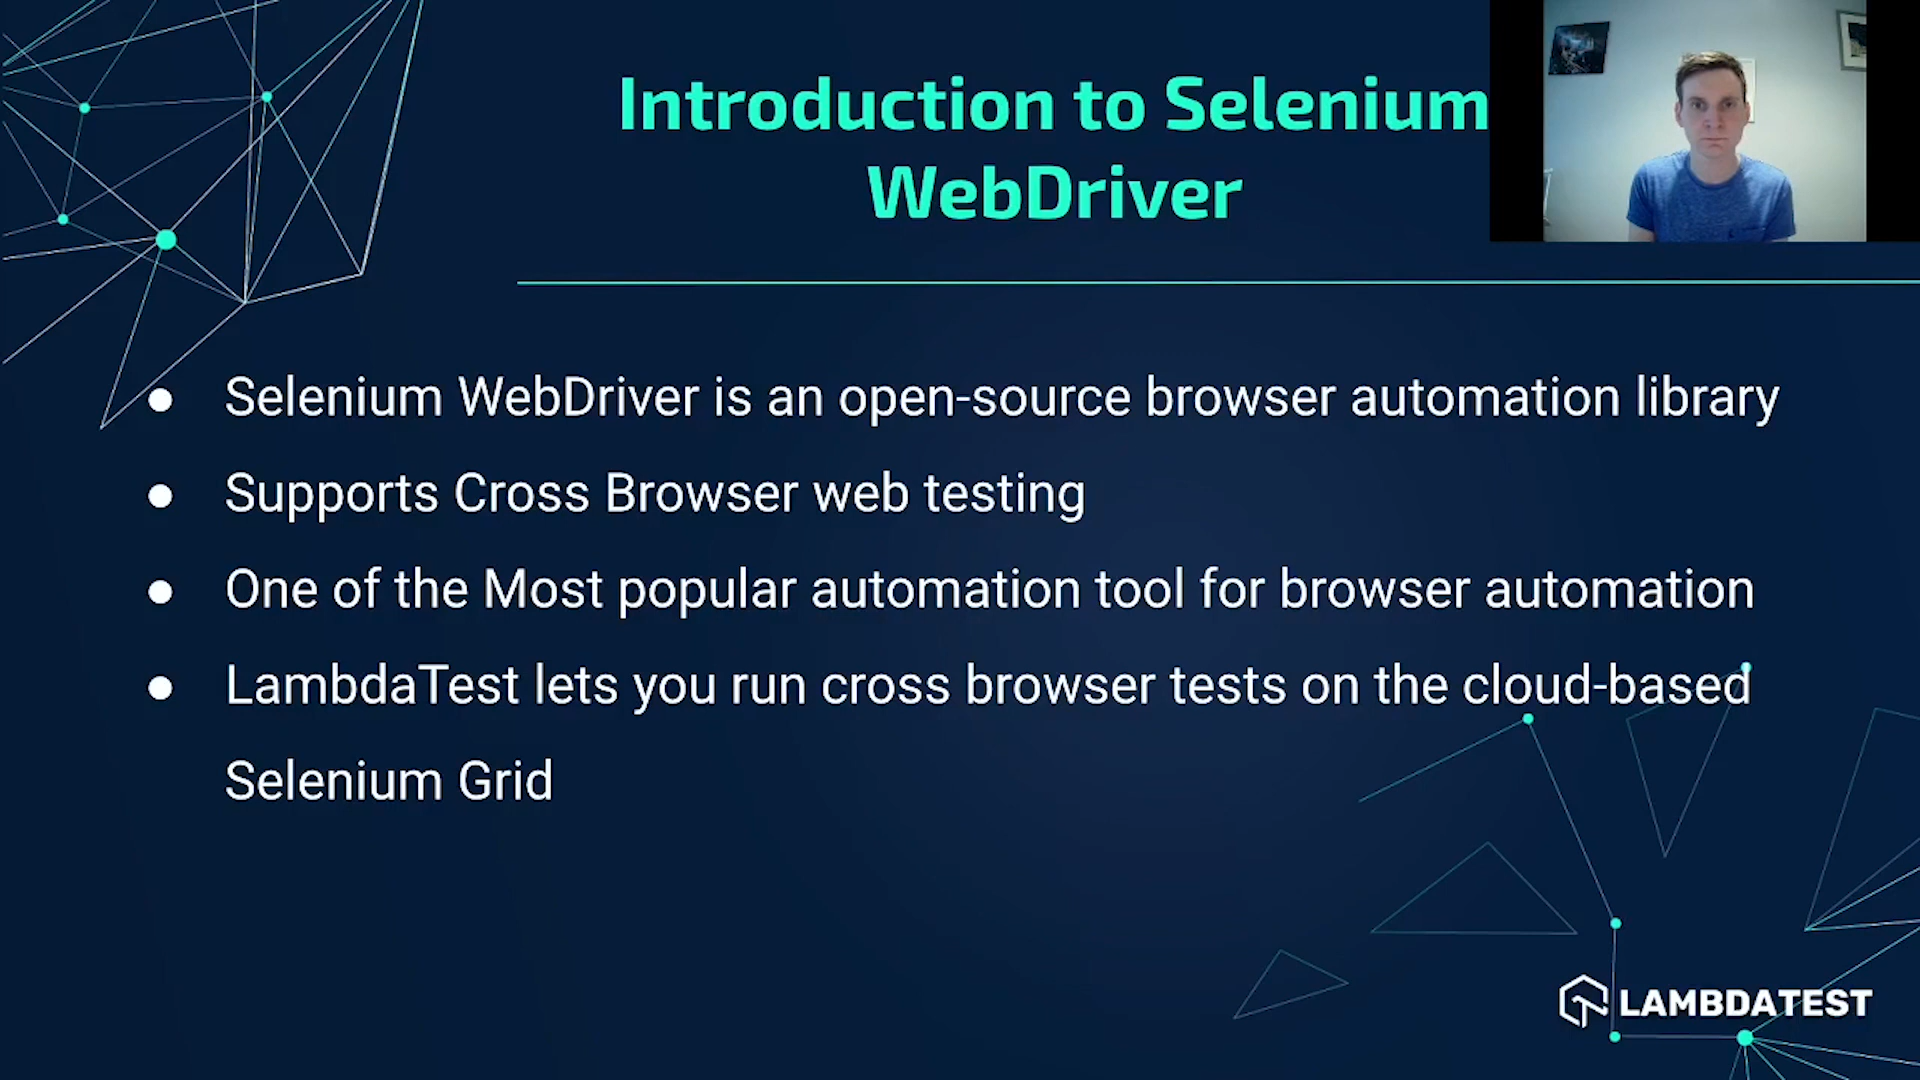 Introduction to Selenium
WebDriver
● Selenium WebDriver is an open-source browser automation library
● Supports Cross Browser web testing
● One of the Most popular automation tool for browser automation
● LambdaTest lets you run cross browser tests on the cloud-based
Selenium Grid
LAMBDATEST